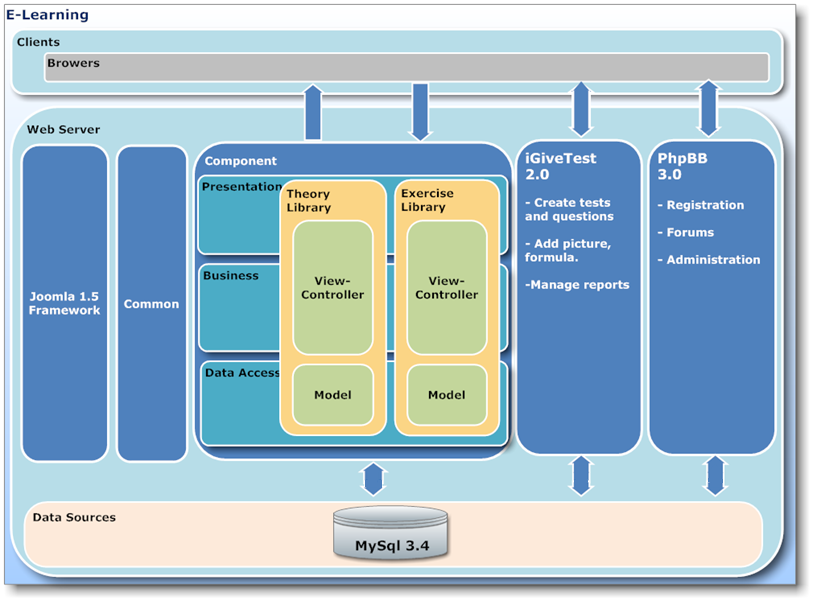 E-Learning
Clients
Browers
Web Server
Joomla 1.5
Framework
Common
Component
Presentation
Business
Data Access
Theory
Library
View-
Controller
Model
Exercise
Library
View-
Controller
Model
iGiveTest
2.0
- Create tests
and questions
- Add picture,
formula.
-Manage reports
PhpBB
3.0
- Registration
- Forums
- Administration
Data Sources
MySql 3.4